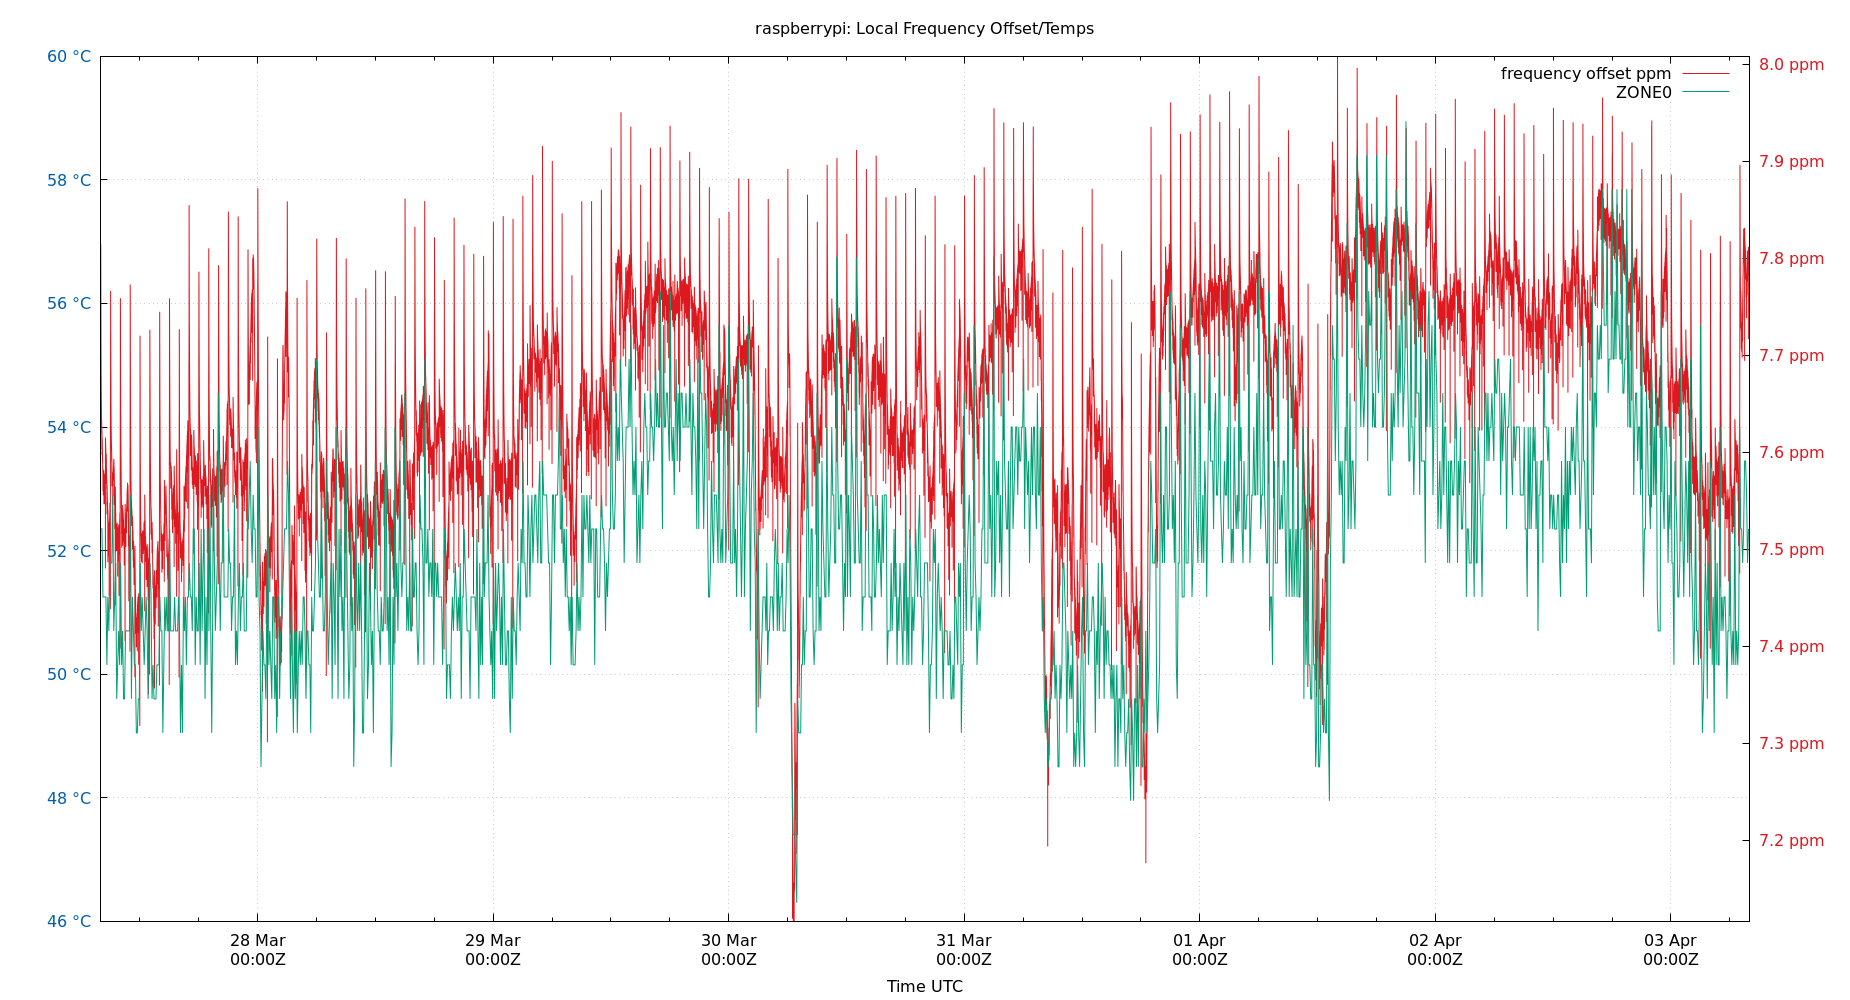 raspberrypi: Local Frequency Offset/Temps
60 °C
58 °C
56 °C
54 °C
52 °C
50 °C
48 °C
46 °C
8.0 ppm
7.9 ppm
7.8 ppm
7.7 ppm
7.6 ppm
7.5 ppm
7.4 ppm
7.3 ppm
7.2 ppm
frequency offset ppm
ZONE0
28 Mar
00:00Z
29 Mar
00:00Z
30 Mar
00:00Z
31 Mar
00:00Z
01 Apr
00:00Z
02 Apr
00:00Z
03 Apr
00:00Z
Time UTC